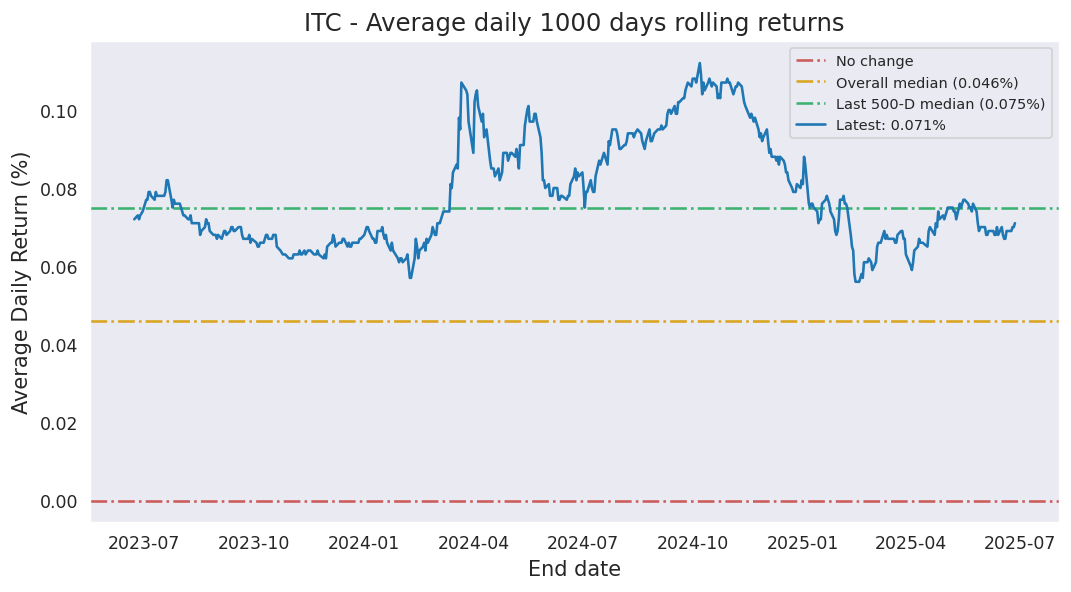 ITC - Average daily 1000 days rolling returns
No change
Overall median (0.046%)
Last 500-D median (0.075%)
Latest: 0.071%
Average Daily Return (%)
0.10
0.08
0.06
0.04
0.02
0.00
2023-07 2023-10 2024-01 2024-04 2024-07 2024-10 2025-01 2025-04 2025-07
End date